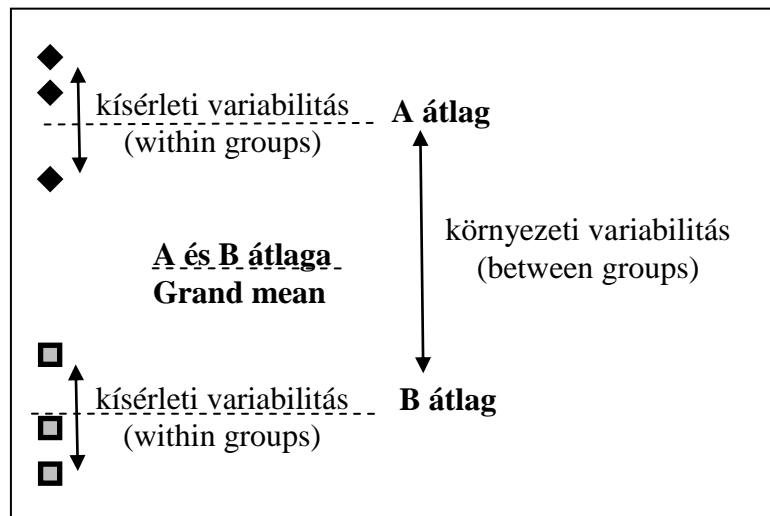 kísérleti variabilitás
(within groups)
A átlag
környezeti variabilitás
(between groups)
A és B átlaga
Grand mean
kísérleti variabilitás
(within groups)
B átlag